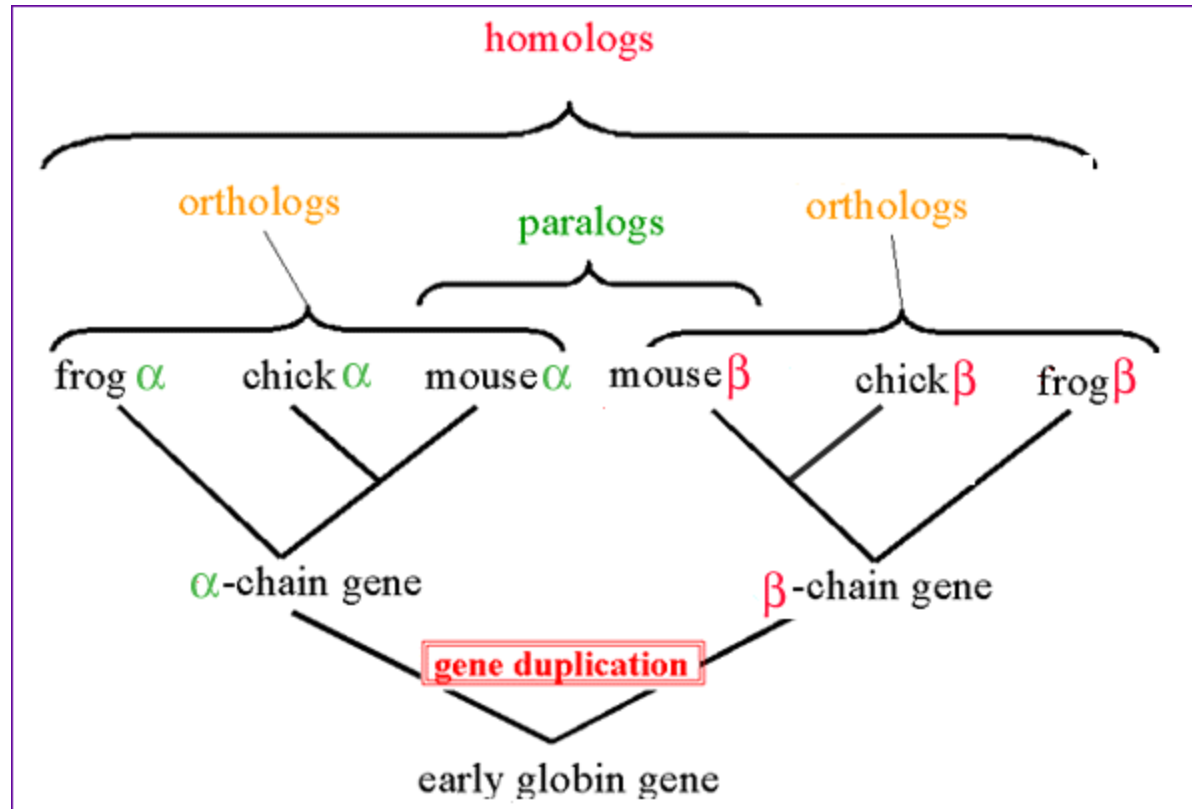 homologs
orthologs
paralogs
orthologs
frog α
chick α
mouse α
mouse β
chick β
frog β
α-chain gene
β-chain gene
gene duplication
early globin gene